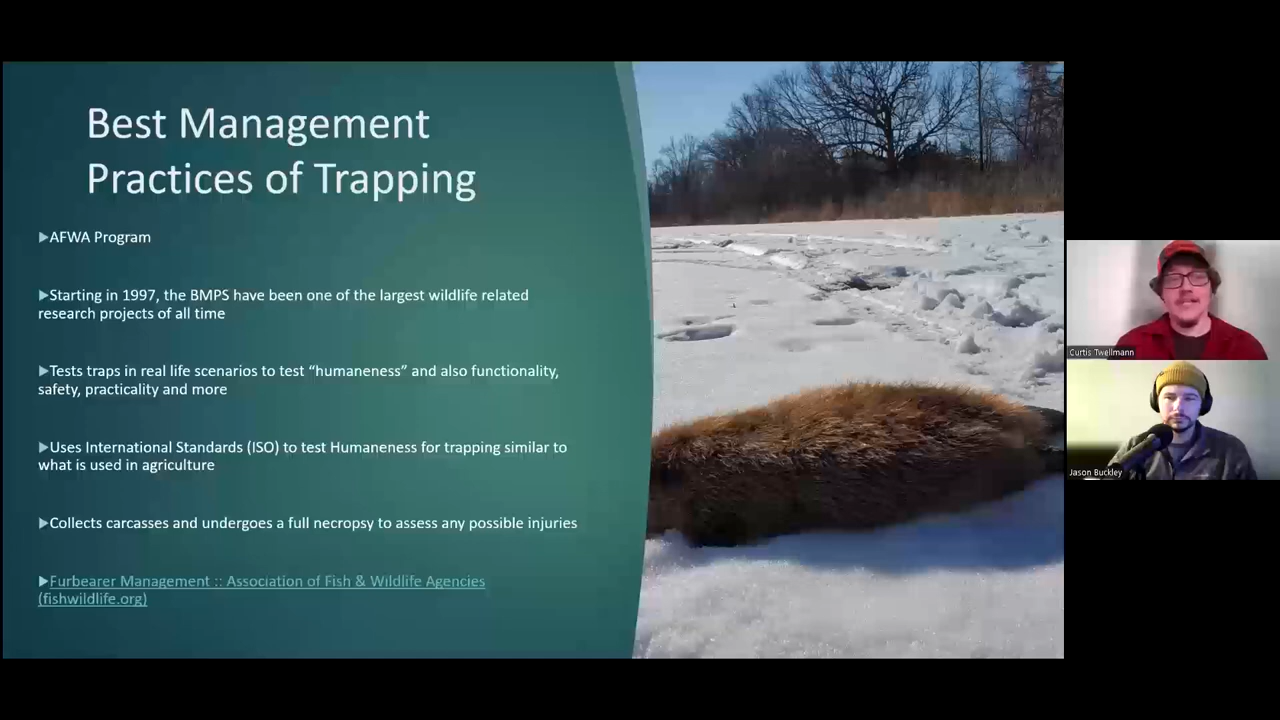 Best Management
Practices of Trapping
▶AFWA Program
▶Starting in 1997, the BMPS have been one of the largest wildlife related
research projects of all time
▶Tests traps in real life scenarios to test “humaneness” and also functionality,
safety, practicality and more
▶Uses International Standards (ISO) to test Humaneness for trapping similar to
what is used in agriculture
▶Collects carcasses and undergoes a full necropsy to assess any possible injuries
▶Furbearer Management :: Association of Fish & Wildlife Agencies
(fishwildlife.org)
Curtis Twellmann
Jason Buckley